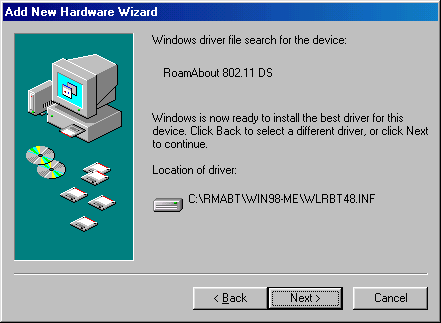 Add New Hardware Wizard
Windows driver file search for the device:
RoamAbout 802.11 DS
Windows is now ready to install the best driver for this
device. Click Back to select a different driver, or click Next
to continue.
Location of driver:
C:\RMABT\WIN98-ME\WLRBT48.INF
< Back
Next >
Cancel